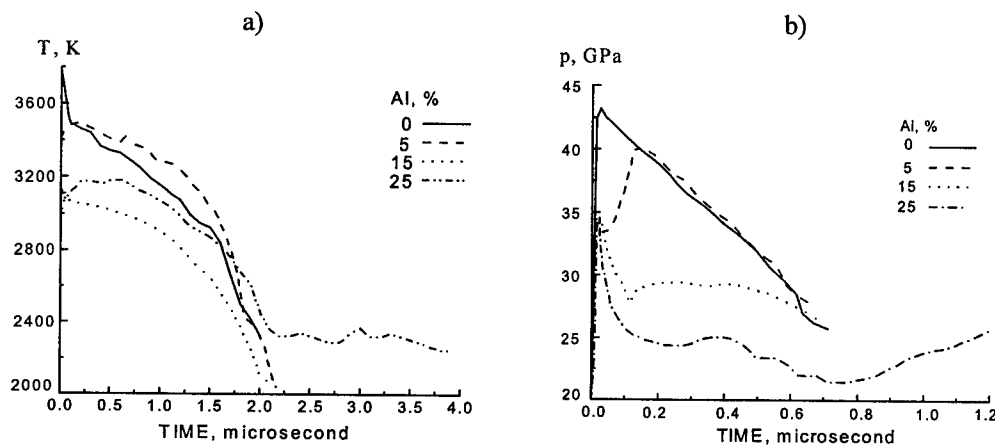 a)
T, K
3600
3200
2800
2400
2000
0.0 0.5 1.0 1.5 2.0 2.5 3.0 3.5 4.0
TIME, microsecond
Al, %
0
5
15
25
b)
p, GPa
45
40
35
30
25
20
0.0 0.2 0.4 0.6 0.8 1.0 1.2
TIME, microsecond
Al, %
0
5
15
25